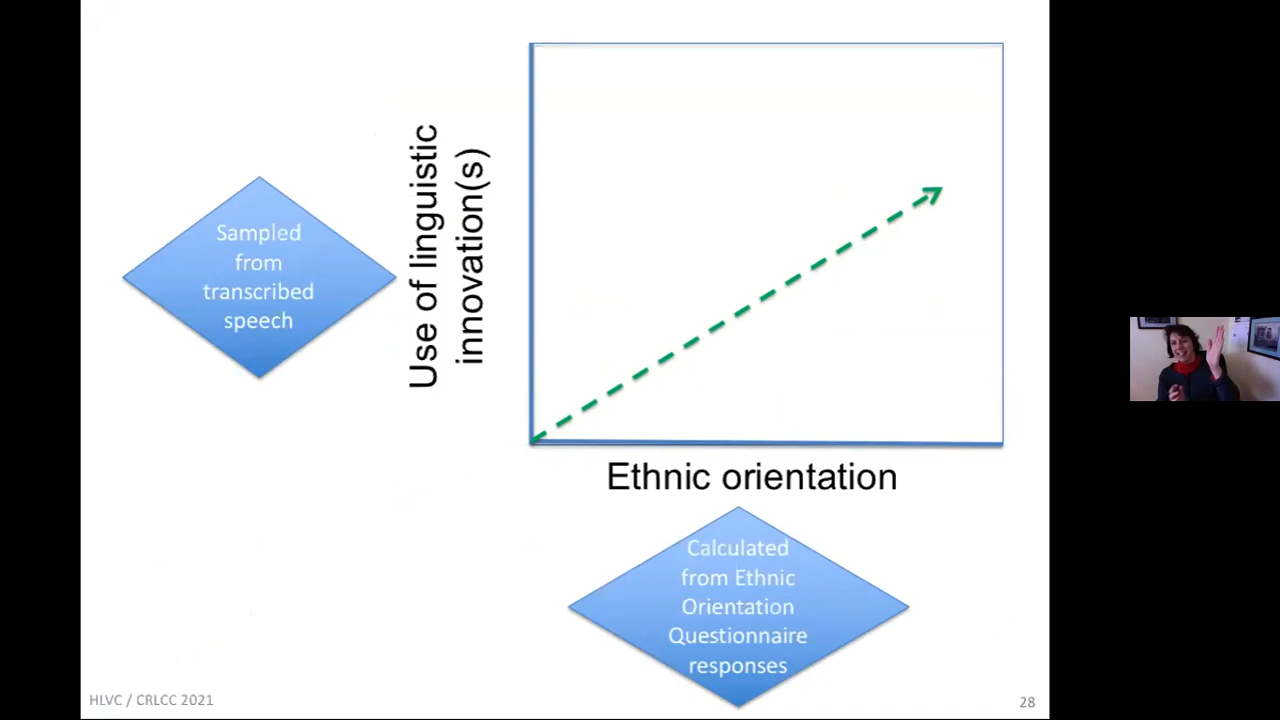 Sampled
from
transcribed
speech
Use of linguistic
innovation(s)
Ethnic orientation
Calculated
from Ethnic
Orientation
Questionnaire
responses
HLVC / CRLCC 2021
28